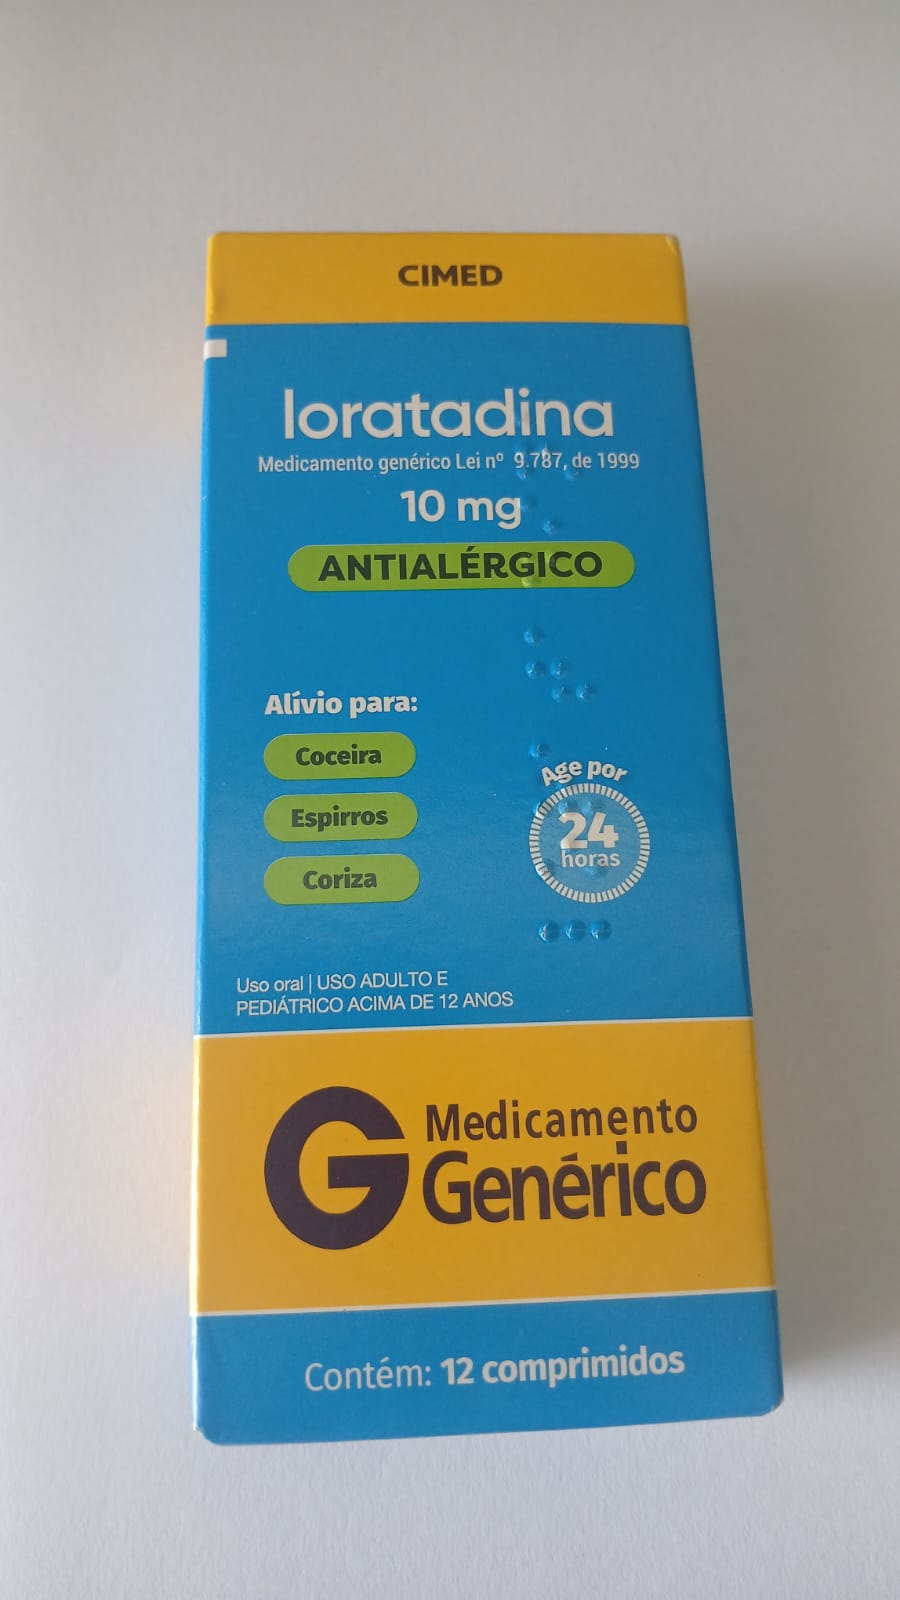 CIMED
loratadina
Medicamento genérico Lei nº 9.787, de 1999
10 mg
ANTIALÉRGICO
Alívio para:
Coceira
Espirros
Coriza
Age por
24
horas
Uso oral | USO ADULTO E
PEDIÁTRICO ACIMA DE 12 ANOS
G Medicamento
Genérico
Contém: 12 comprimidos